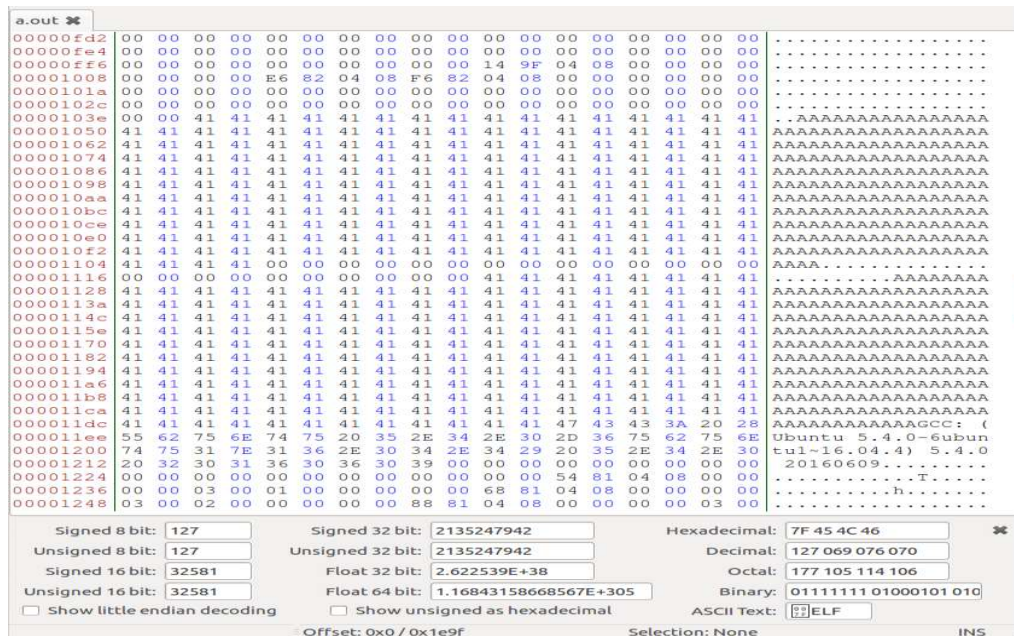 a.out
00000fd2 00 00 00 00 00 00 00 00 00 00 00 00 00 00 00 00 00 00 ..................
00000fe4 00 00 00 00 00 00 00 00 00 00 00 00 00 00 00 00 00 00 ..................
00000ff6 00 00 00 00 00 00 00 00 00 00 14 9F 04 08 00 00 00 00 ..................
00001008 00 00 00 00 E6 82 04 08 F6 82 04 08 00 00 00 00 00 00 ..................
0000101a 00 00 00 00 00 00 00 00 00 00 00 00 00 00 00 00 00 00 ..................
0000102c 00 00 00 00 00 00 00 00 00 00 00 00 00 00 00 00 00 00 ..................
0000103e 00 00 41 41 41 41 41 41 41 41 41 41 41 41 41 41 41 41 ..AAAAAAAAAAAAAAAA
00001050 41 41 41 41 41 41 41 41 41 41 41 41 41 41 41 41 41 41 AAAAAAAAAAAAAAAAAA
00001062 41 41 41 41 41 41 41 41 41 41 41 41 41 41 41 41 41 41 AAAAAAAAAAAAAAAAAA
00001074 41 41 41 41 41 41 41 41 41 41 41 41 41 41 41 41 41 41 AAAAAAAAAAAAAAAAAA
00001086 41 41 41 41 41 41 41 41 41 41 41 41 41 41 41 41 41 41 AAAAAAAAAAAAAAAAAA
00001098 41 41 41 41 41 41 41 41 41 41 41 41 41 41 41 41 41 41 AAAAAAAAAAAAAAAAAA
000010aa 41 41 41 41 41 41 41 41 41 41 41 41 41 41 41 41 41 41 AAAAAAAAAAAAAAAAAA
000010bc 41 41 41 41 41 41 41 41 41 41 41 41 41 41 41 41 41 41 AAAAAAAAAAAAAAAAAA
000010ce 41 41 41 41 41 41 41 41 41 41 41 41 41 41 41 41 41 41 AAAAAAAAAAAAAAAAAA
000010e0 41 41 41 41 41 41 41 41 41 41 41 41 41 41 41 41 41 41 AAAAAAAAAAAAAAAAAA
000010f2 41 41 41 41 41 41 41 41 41 41 41 41 41 41 41 41 41 41 AAAAAAAAAAAAAAAAAA
00001104 41 41 41 41 00 00 00 00 00 00 00 00 00 00 00 00 00 00 AAAA..............
00001116 00 00 00 00 00 00 00 00 00 00 41 41 41 41 41 41 41 41 ..........AAAAAAAA
00001128 41 41 41 41 41 41 41 41 41 41 41 41 41 41 41 41 41 41 AAAAAAAAAAAAAAAAAA
0000113a 41 41 41 41 41 41 41 41 41 41 41 41 41 41 41 41 41 41 AAAAAAAAAAAAAAAAAA
0000114c 41 41 41 41 41 41 41 41 41 41 41 41 41 41 41 41 41 41 AAAAAAAAAAAAAAAAAA
0000115e 41 41 41 41 41 41 41 41 41 41 41 41 41 41 41 41 41 41 AAAAAAAAAAAAAAAAAA
00001170 41 41 41 41 41 41 41 41 41 41 41 41 41 41 41 41 41 41 AAAAAAAAAAAAAAAAAA
00001182 41 41 41 41 41 41 41 41 41 41 41 41 41 41 41 41 41 41 AAAAAAAAAAAAAAAAAA
00001194 41 41 41 41 41 41 41 41 41 41 41 41 41 41 41 41 41 41 AAAAAAAAAAAAAAAAAA
000011a6 41 41 41 41 41 41 41 41 41 41 41 41 41 41 41 41 41 41 AAAAAAAAAAAAAAAAAA
000011b8 41 41 41 41 41 41 41 41 41 41 41 41 41 41 41 41 41 41 AAAAAAAAAAAAAAAAAA
000011ca 41 41 41 41 41 41 41 41 41 41 41 41 41 41 41 41 41 41 AAAAAAAAAAAAAAAAAA
000011dc 41 41 41 41 41 41 41 41 41 41 41 41 47 43 43 3A 20 28 AAAAAAAAAAAAGCC: (
000011ee 55 62 75 6E 74 75 20 35 2E 34 2E 30 2D 36 75 62 75 6E Ubuntu 5.4.0-6ubun
00001200 74 75 31 7E 31 36 2E 30 34 2E 34 29 20 35 2E 34 2E 30 tu1~16.04.4) 5.4.0
00001212 20 32 30 31 36 30 36 30 39 00 00 00 00 00 00 00 00 00  20160609.........
00001224 00 00 00 00 00 00 00 00 00 00 00 00 54 81 04 08 00 00 ............T.....
00001236 00 00 03 00 01 00 00 00 00 00 68 81 04 08 00 00 00 00 ..........h.......
00001248 03 00 02 00 00 00 00 00 88 81 04 08 00 00 00 00 03 00 ..................
Signed 8 bit: 127 Signed 32 bit: 2135247942 Hexadecimal: 7F 45 4C 46
Unsigned 8 bit: 127 Unsigned 32 bit: 2135247942 Decimal: 127 069 076 070
Signed 16 bit: 32581 Float 32 bit: 2.622539E+38 Octal: 177 105 114 106
Unsigned 16 bit: 32581 Float 64 bit: 1.16843158668567E+305 Binary: 01111111 01000101 010
Show little endian decoding Show unsigned as hexadecimal ASCII Text: ELF
Offset: 0x0 / 0x1e9f Selection: None INS